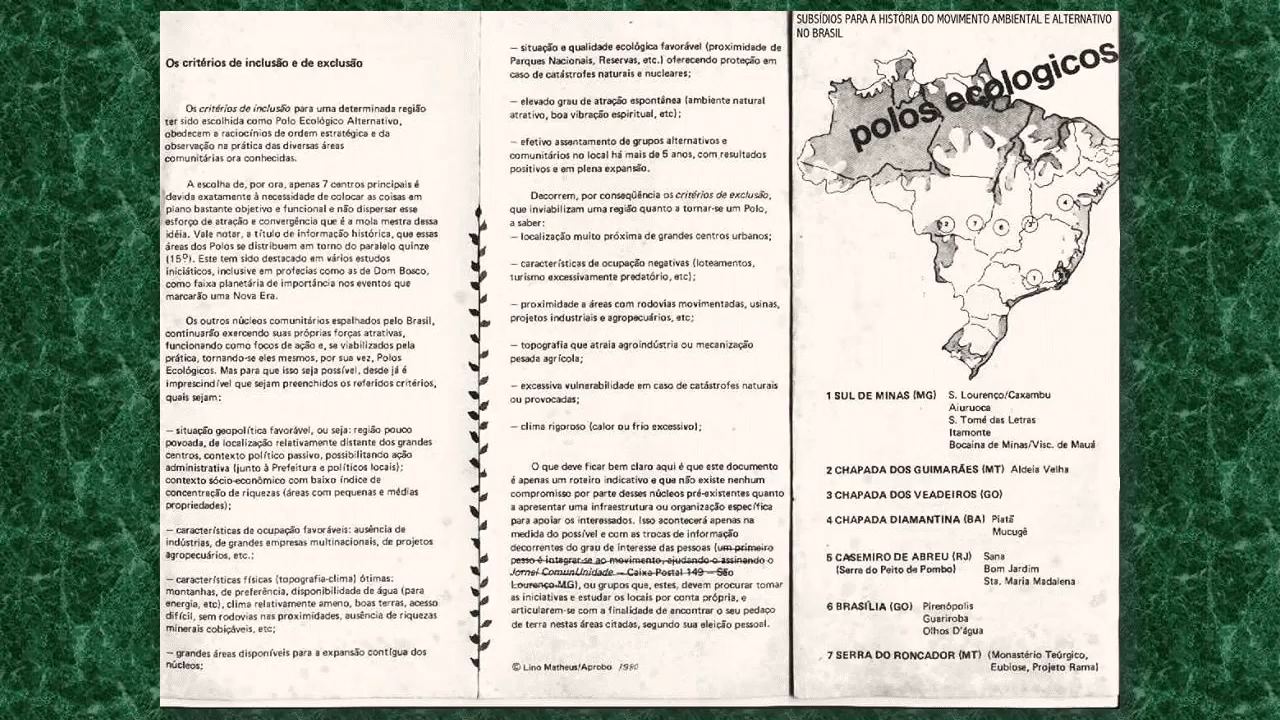 Os critérios de inclusão e de exclusão
Os critérios de inclusão para uma determinada região
ter sido escolhida como Polo Ecológico Alternativo,
obedecem a raciocínios de ordem estratégica e da
observação na prática das diversas áreas
comunitárias ora conhecidas.
A escolha de, por ora, apenas 7 centros principais é
devida exatamente à necessidade de colocar as coisas em
plano bastante objetivo e funcional e não dispersar esse
esforço de atração e convergência que é a mola mestra dessa
idéia. Vale notar, a título de informação histórica, que essas
áreas dos Polos se distribuem em torno do paralelo quinze
(15º). Este tem sido destacado em vários estudos
iniciáticos, inclusive em profecias como as de Dom Bosco,
como faixa planetária de importância nos eventos que
marcarão uma Nova Era.
Os outros núcleos comunitários espalhados pelo Brasil,
continuarão exercendo suas próprias forças atrativas,
funcionando como focos de ação e, se viabilizados pela
prática, tornando-se eles mesmos, por sua vez, Polos
Ecológicos. Mas para que isso seja possível, desde já é
imprescindível que sejam preenchidos os referidos critérios,
quais sejam:
— situação geopolítica favorável, ou seja: região pouco
povoada, de localização relativamente distante dos grandes
centros, contexto político passivo, possibilitando ação
administrativa (junto à Prefeitura e políticos locais);
contexto sócio-econômico com baixo índice de
concentração de riquezas (áreas com pequenas e médias
propriedades);
— características de ocupação favoráveis: ausência de
indústrias, de grandes empresas multinacionais, de projetos
agropecuários, etc.;
— características físicas (topografia-clima) ótimas:
montanhas, de preferência, disponibilidade de água (para
energia, etc), clima relativamente ameno, boas terras, acesso
difícil, sem rodovias nas proximidades, ausência de riquezas
minerais cobiçáveis, etc;
— grandes áreas disponíveis para a expansão contígua dos
núcleos;
— situação e qualidade ecológica favorável (proximidade de
Parques Nacionais, Reservas, etc.) oferecendo proteção em
caso de catástrofes naturais e nucleares;
— elevado grau de atração espontânea (ambiente natural
atrativo, boa vibração espiritual, etc);
— efetivo assentamento de grupos alternativos e
comunitários no local há mais de 5 anos, com resultados
positivos e em plena expansão.
Decorrem, por conseqüência os critérios de exclusão,
que inviabilizam uma região quanto a tornar-se um Polo,
a saber:
— localização muito próxima de grandes centros urbanos;
— características de ocupação negativas (loteamentos,
turismo excessivamente predatório, etc);
— proximidade a áreas com rodovias movimentadas, usinas,
projetos industriais e agropecuários, etc;
— topografia que atraia agroindústria ou mecanização
pesada agrícola;
— excessiva vulnerabilidade em caso de catástrofes naturais
ou provocadas;
— clima rigoroso (calor ou frio excessivo);
O que deve ficar bem claro aqui é que este documento
é apenas um roteiro indicativo e que não existe nenhum
compromisso por parte desses núcleos pré-existentes quanto
a apresentar uma infraestrutura ou organização específica
para apoiar os interessados. Isso acontecerá apenas na
medida do possível e com as trocas de informação
decorrentes do grau de interesse das pessoas (um primeiro
passo é integrar-se ao movimento, ajudando o assinando o
Jornal ComunUnidade — Caixa Postal 149 — São
Lourenço-MG), ou grupos que, estes, devem procurar tomar
as iniciativas e estudar os locais por conta própria, e
articularem-se com a finalidade de encontrar o seu pedaço
de terra nestas áreas citadas, segundo sua eleição pessoal.
© Lino Matheus/Aprobo 1980
SUBSÍDIOS PARA A HISTÓRIA DO MOVIMENTO AMBIENTAL E ALTERNATIVO
NO BRASIL
polos ecologicos
4
2 7 6 3
1 5
1 SUL DE MINAS (MG) S. Lourenço/Caxambu
Aiuruoca
S. Tomé das Letras
Itamonte
Bocaina de Minas/Visc. de Mauá
2 CHAPADA DOS GUIMARÃES (MT) Aldeia Velha
3 CHAPADA DOS VEADEIROS (GO)
4 CHAPADA DIAMANTINA (BA) Piatã
Mucugê
5 CASEMIRO DE ABREU (RJ) Sana
(Serra do Peito de Pombo) Bom Jardim
Sta. Maria Madalena
6 BRASÍLIA (GO) Pirenópolis
Guariroba
Olhos D'água
7 SERRA DO RONCADOR (MT) (Monastério Teúrgico,
Eubiose, Projeto Rama)